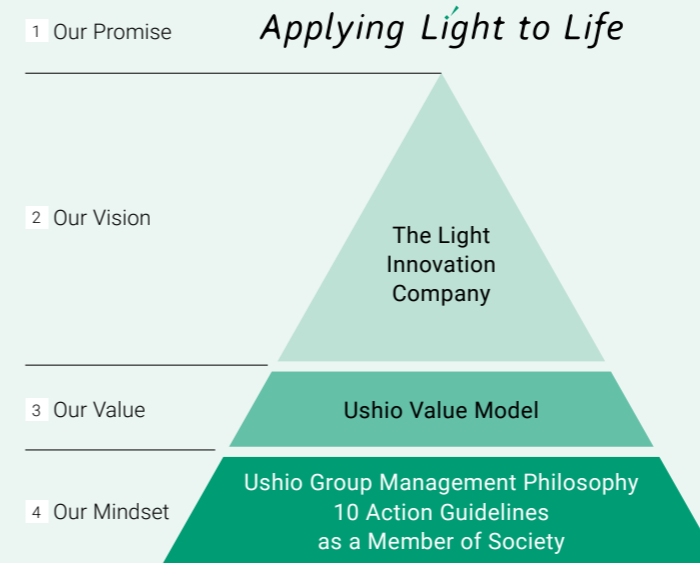 1 Our Promise
Applying Light to Life
2 Our Vision
The Light
Innovation
Company
3 Our Value
Ushio Value Model
4 Our Mindset
Ushio Group Management Philosophy
10 Action Guidelines
as a Member of Society